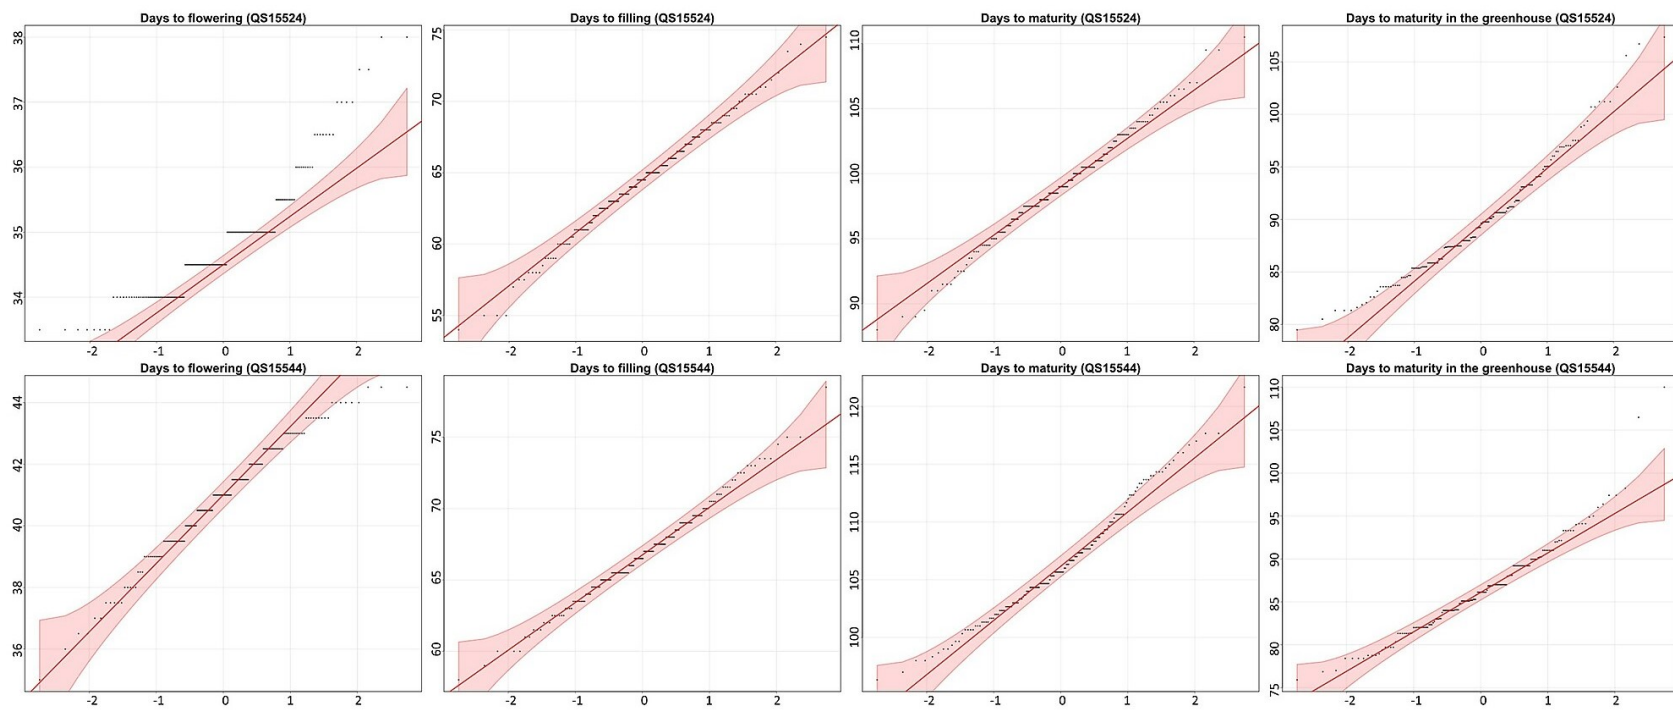 Days to flowering (QS15524)
38
37
36
35
34
-2 -1 0 1 2
Days to filling (QS15524)
75
70
65
60
55
-2 -1 0 1 2
Days to maturity (QS15524)
110
105
100
95
90
-2 -1 0 1 2
Days to maturity in the greenhouse (QS15524)
105
100
95
90
85
80
-2 -1 0 1 2
Days to flowering (QS15544)
44
42
40
38
36
-2 -1 0 1 2
Days to filling (QS15544)
75
70
65
60
-2 -1 0 1 2
Days to maturity (QS15544)
120
115
110
105
100
-2 -1 0 1 2
Days to maturity in the greenhouse (QS15544)
110
105
100
95
90
85
80
75
-2 -1 0 1 2